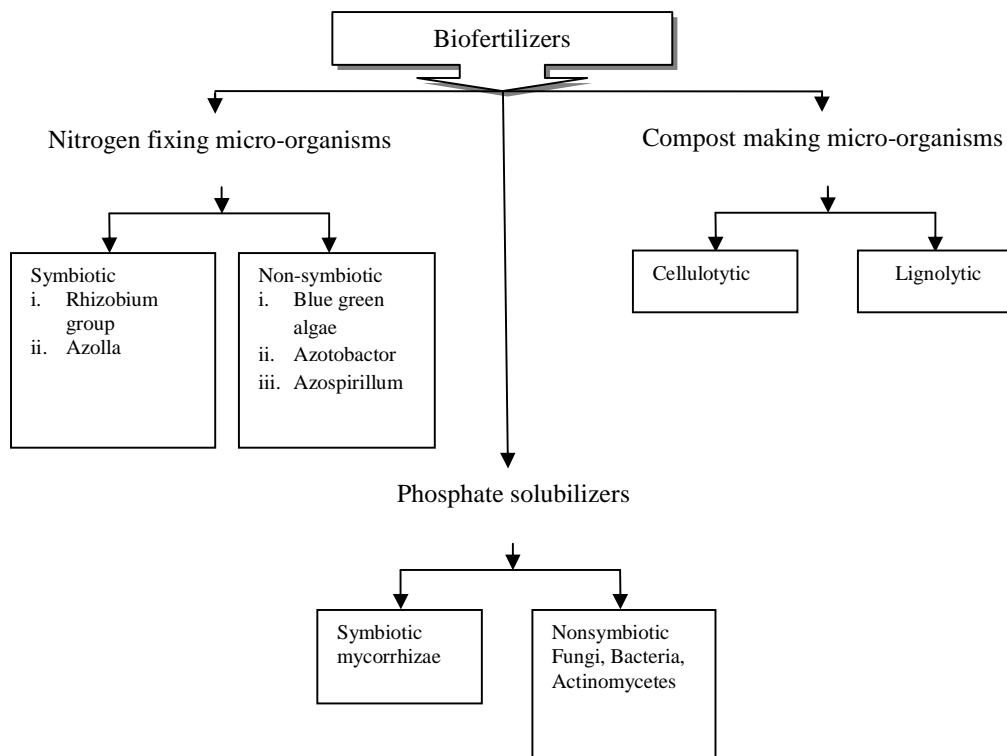 Biofertilizers
Nitrogen fixing micro-organisms
Compost making micro-organisms
Symbiotic
i. Rhizobium
group
ii. Azolla
Non-symbiotic
i. Blue green
algae
ii. Azotobactor
iii. Azospirillum
Cellulotytic
Lignolytic
Phosphate solubilizers
Symbiotic
mycorrhizae
Nonsymbiotic
Fungi, Bacteria,
Actinomycetes